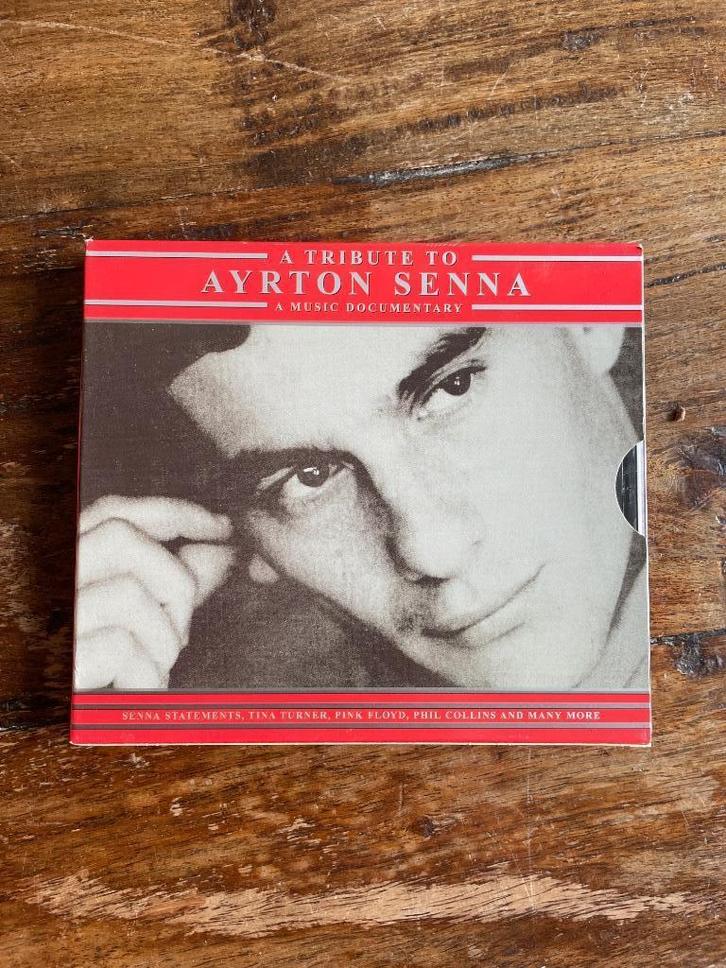 A TRIBUTE TO
AYRTON SENNA
A MUSIC DOCUMENTARY
SENNA STATEMENTS, TINA TURNER, PINK FLOYD, PHIL COLLINS AND MANY MORE